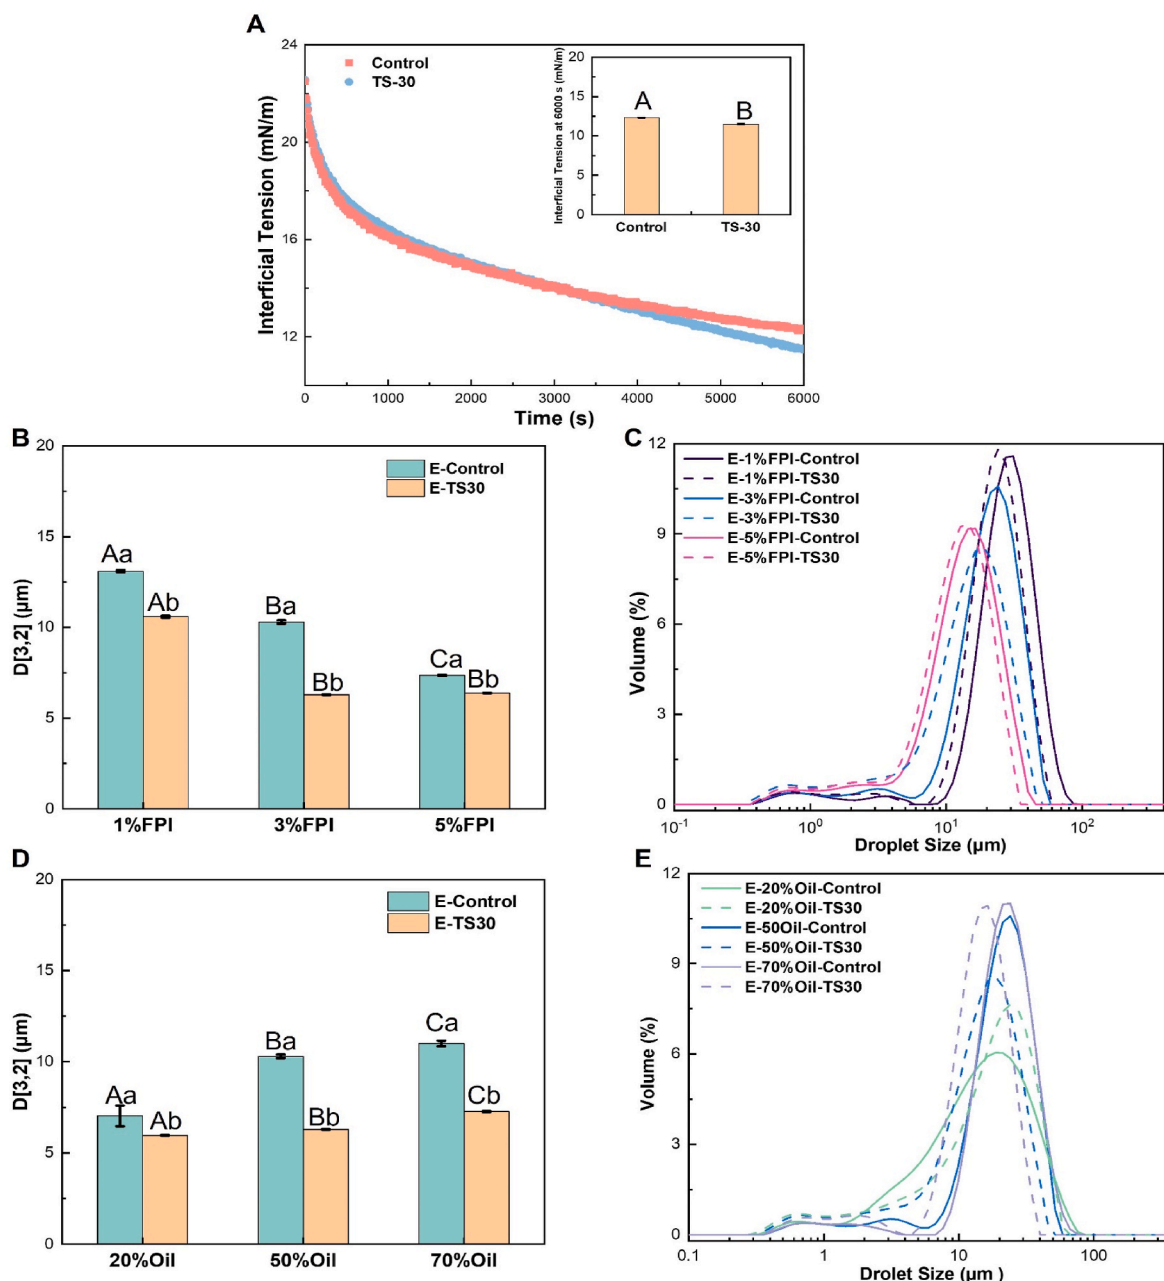 A
24
20
16
12
Interficial Tension (mN/m)
0
1000
2000
3000
4000
5000
6000
Time (s)
Control
TS-30
20
15
10
5
0
Interficial Tension at 6000 s (mN/m)
A
B
Control
TS-30
B
20
15
10
5
0
D[3,2] (μm)
E-Control
E-TS30
Aa
Ab
Ba
Bb
Ca
Bb
1%FPI
3%FPI
5%FPI
C
12
9
6
3
0
Volume (%)
E-1%FPI-Control
E-1%FPI-TS30
E-3%FPI-Control
E-3%FPI-TS30
E-5%FPI-Control
E-5%FPI-TS30
10⁻¹
10⁰
10¹
10²
Droplet Size (μm)
D
20
15
10
5
0
D[3,2] (μm)
E-Control
E-TS30
Aa
Ab
Ba
Bb
Ca
Cb
20%Oil
50%Oil
70%Oil
E
12
9
6
3
0
Volume (%)
E-20%Oil-Control
E-20%Oil-TS30
E-50Oil-Control
E-50%Oil-TS30
E-70%Oil-Control
E-70%Oil-TS30
0.1
1
10
100
Drolet Size (μm )